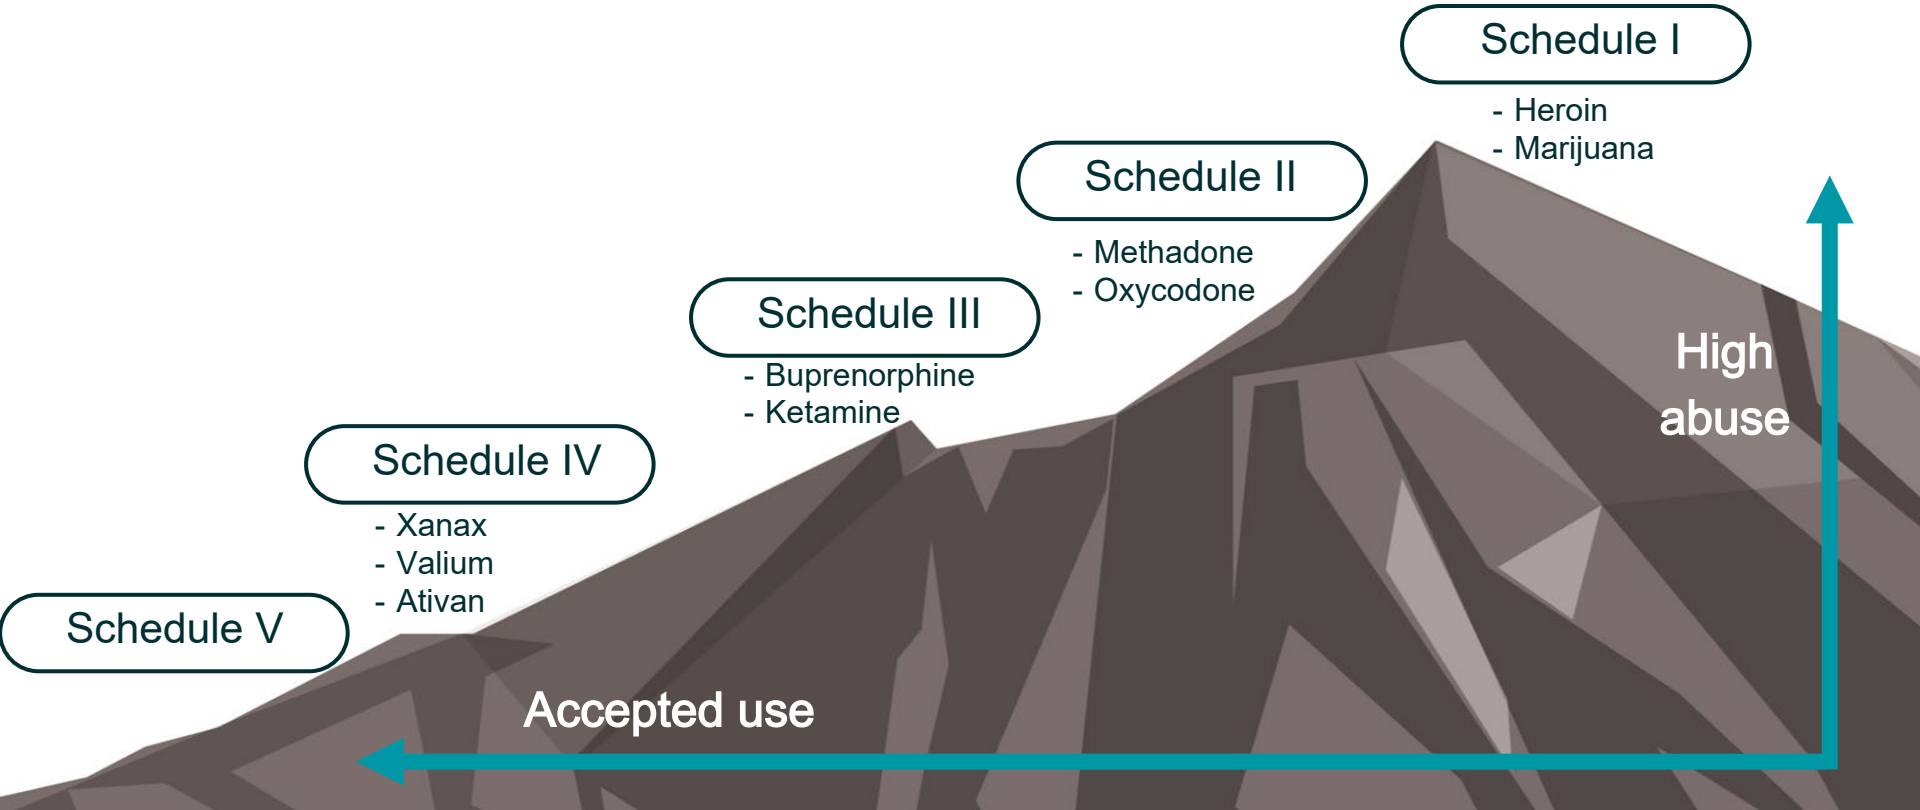 Schedule I
- Heroin
- Marijuana
Schedule II
- Methadone
- Oxycodone
Schedule III
- Buprenorphine
- Ketamine
Schedule IV
- Xanax
- Valium
- Ativan
Schedule V
High
abuse
Accepted use